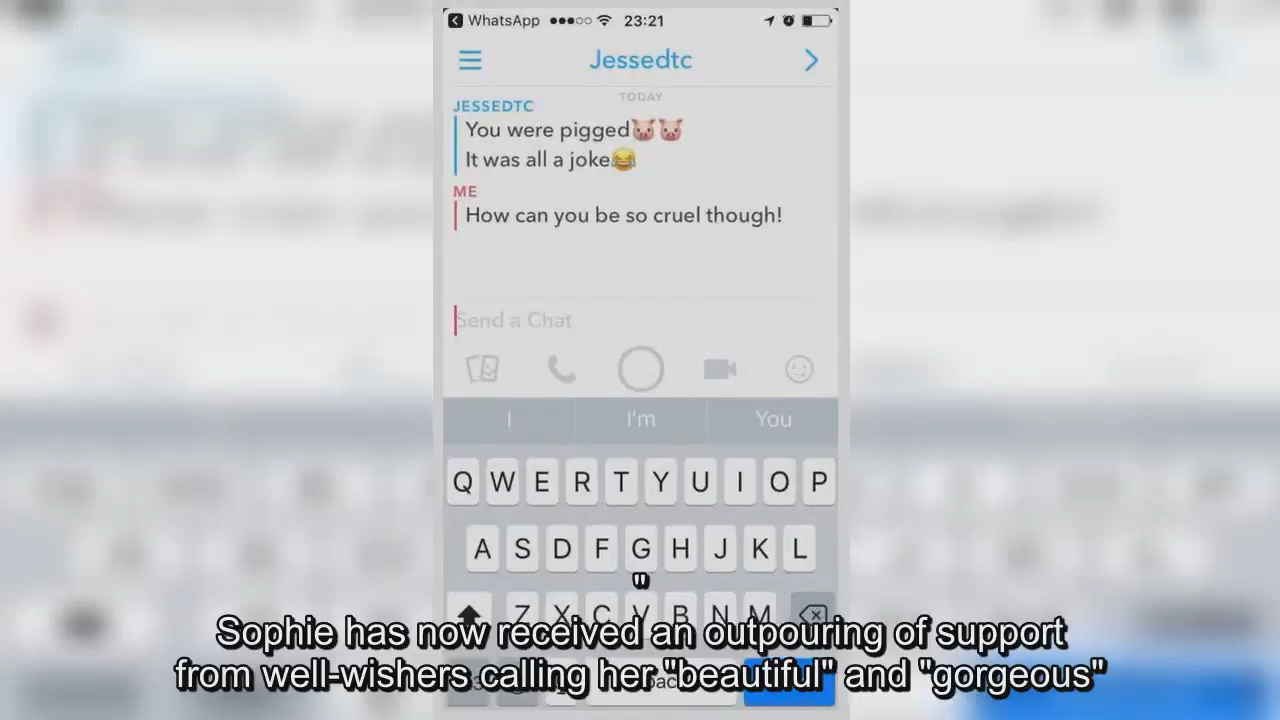 WhatsApp 23:21
Jessedtc
TODAY
JESSEDTC
You were pigged🐷🐷
It was all a joke😂
ME
How can you be so cruel though!
Send a Chat
I I'm You
Q W E R T Y U I O P
A S D F G H J K L
"
Z X C V B N M
Sophie has now received an outpouring of support
from well-wishers calling her "beautiful" and "gorgeous"